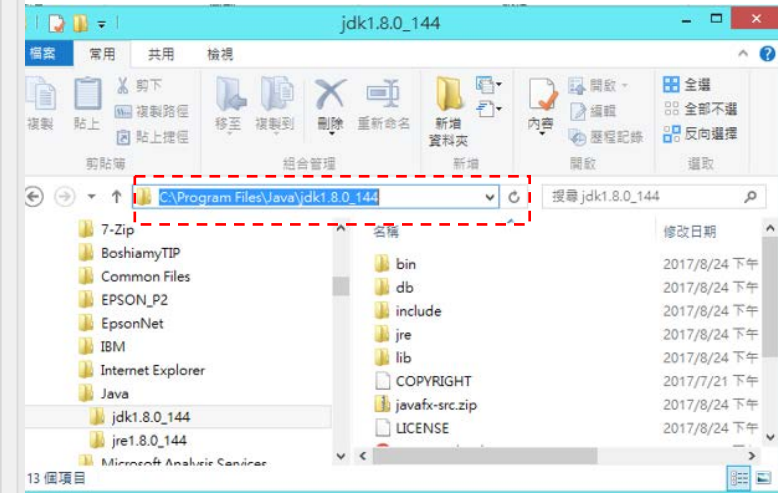 jdk1.8.0_144
檔案 常用 共用 檢視
複製 貼上 剪下 複製路徑 貼上捷徑
移至 複製到 刪除 重新命名
新增資料夾
內容 開啟 編輯 歷程記錄
全選 全部不選 反向選擇
剪貼簿 組合管理 新增 開啟 選取
C:\Program Files\Java\jdk1.8.0_144
搜尋 jdk1.8.0_144
7-Zip
BoshiamyTIP
Common Files
EPSON_P2
EpsonNet
IBM
Internet Explorer
Java
jdk1.8.0_144
jre1.8.0_144
Microsoft Analysis Services
名稱 修改日期
bin 2017/8/24 下午
db 2017/8/24 下午
include 2017/8/24 下午
jre 2017/8/24 下午
lib 2017/8/24 下午
COPYRIGHT 2017/7/21 下午
javafx-src.zip 2017/8/24 下午
LICENSE 2017/8/24 下午
13 個項目